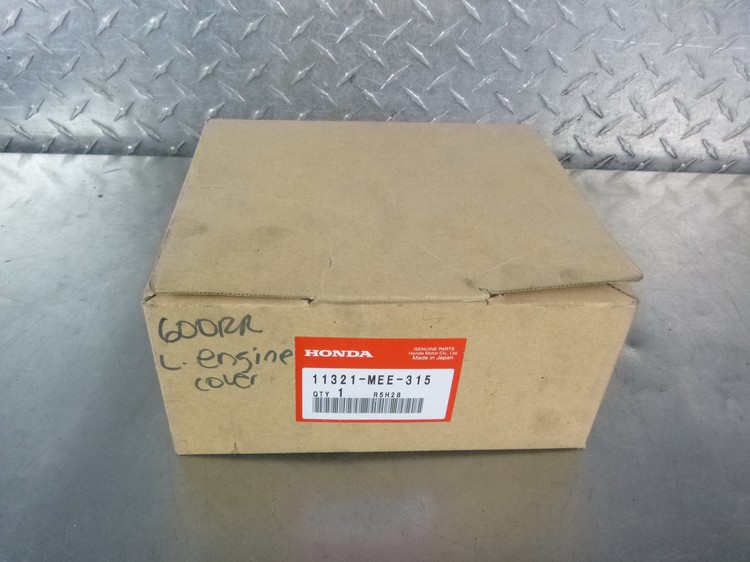 600RR
L. engine
cover
HONDA
GENUINE PARTS
Honda Motor Co., Ltd
Made in Japan
11321-MEE-315
QTY 1 R5H28